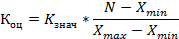 Kоц = Kзнач * (N − Xmin) / (Xmax − Xmin)